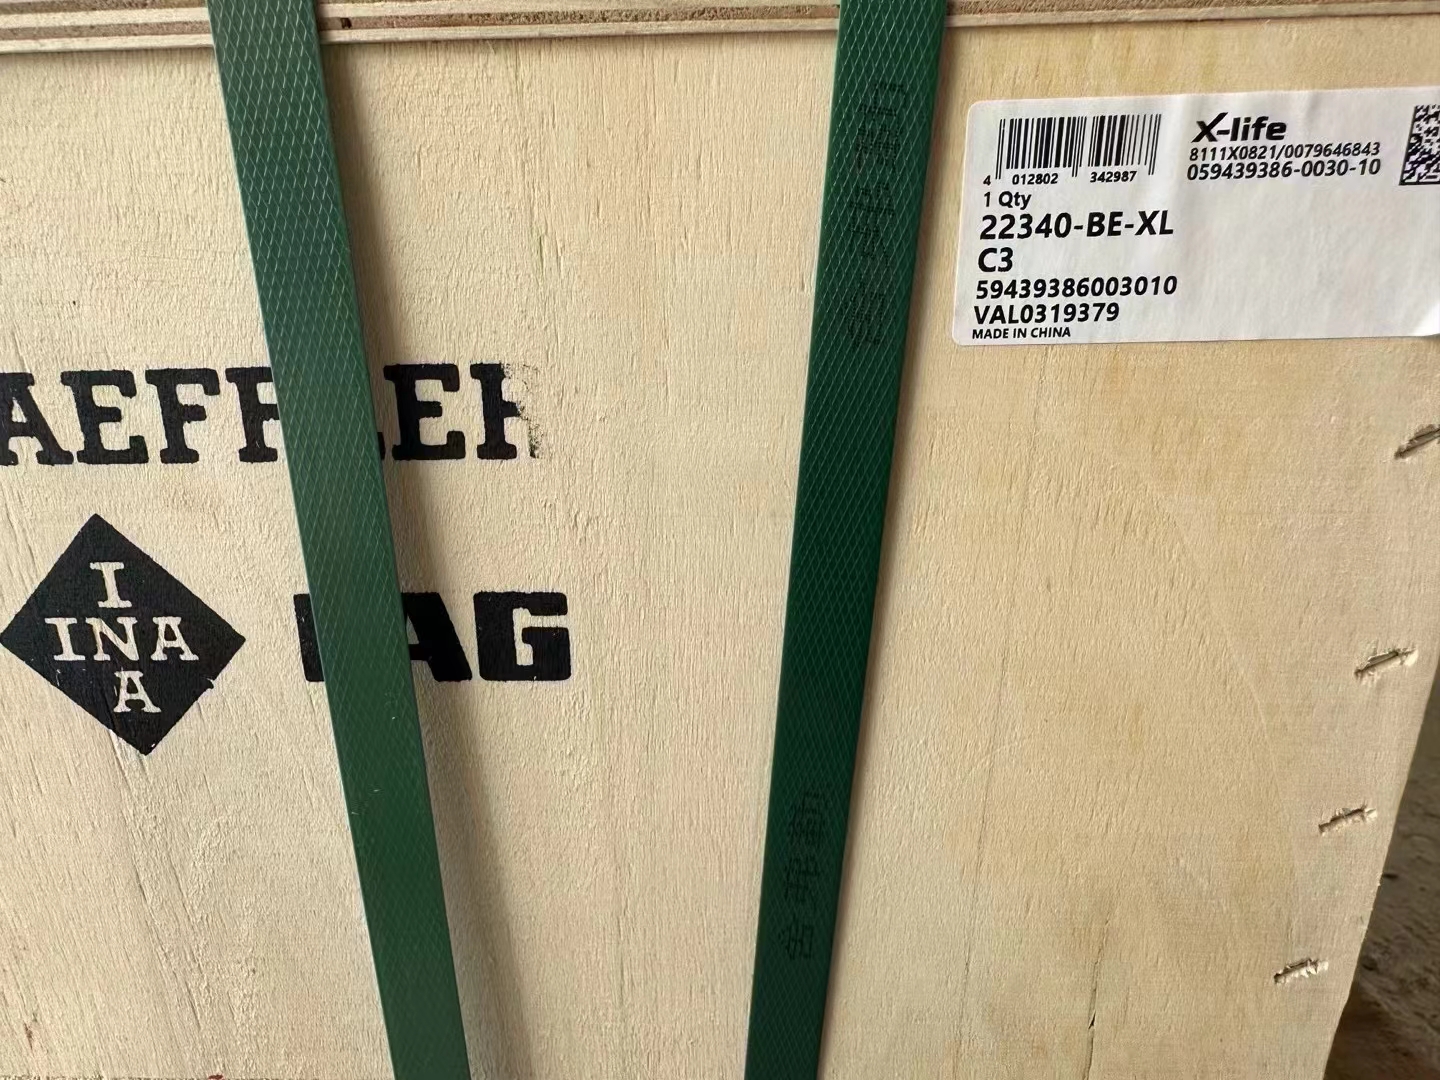 X-life
8111X0821/0079646843
059439386-0030-10
4 012802 342987
1 Qty
22340-BE-XL
C3
59439386003010
VAL0319379
MADE IN CHINA
AEFFLER
I
INA
A
FAG